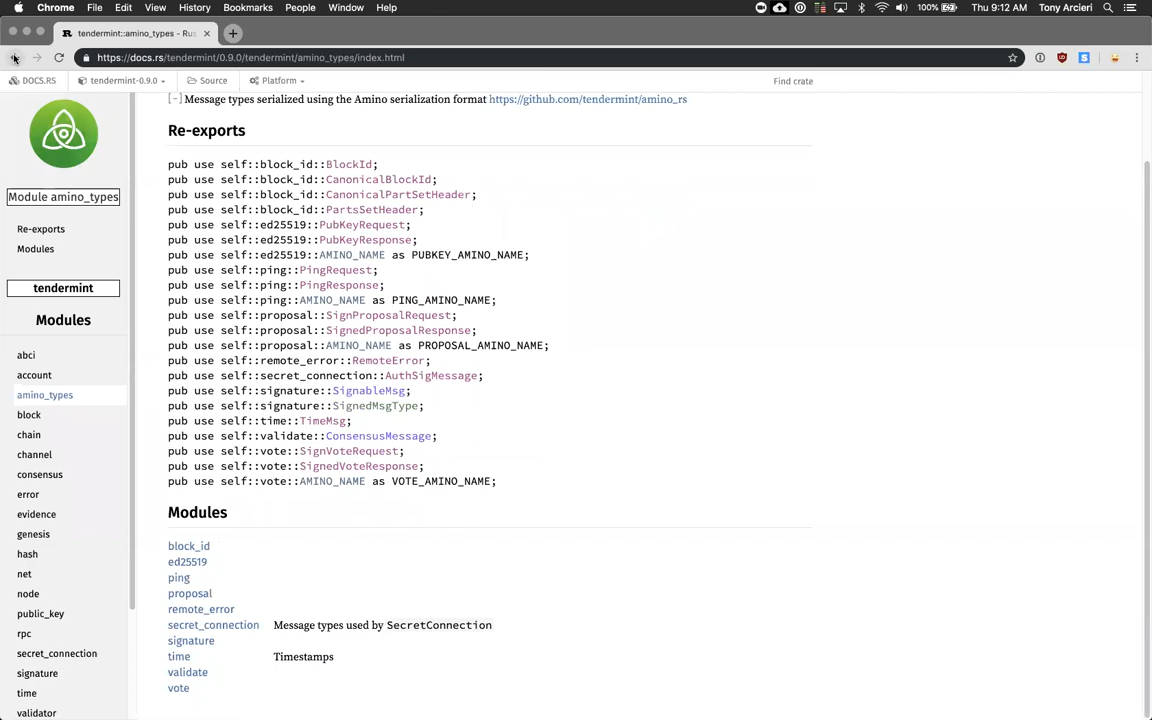 Chrome File Edit View History Bookmarks People Window Help 100% Thu 9:12 AM Tony Arcieri
tendermint::amino_types - Rus
https://docs.rs/tendermint/0.9.0/tendermint/amino_types/index.html
DOCS.RS tendermint-0.9.0 Source Platform Find crate
Module amino_types
Re-exports
Modules
tendermint
Modules
abci
account
amino_types
block
chain
channel
consensus
error
evidence
genesis
hash
net
node
public_key
rpc
secret_connection
signature
time
validator
[-] Message types serialized using the Amino serialization format https://github.com/tendermint/amino_rs
Re-exports
pub use self::block_id::BlockId;
pub use self::block_id::CanonicalBlockId;
pub use self::block_id::CanonicalPartSetHeader;
pub use self::block_id::PartsSetHeader;
pub use self::ed25519::PubKeyRequest;
pub use self::ed25519::PubKeyResponse;
pub use self::ed25519::AMINO_NAME as PUBKEY_AMINO_NAME;
pub use self::ping::PingRequest;
pub use self::ping::PingResponse;
pub use self::ping::AMINO_NAME as PING_AMINO_NAME;
pub use self::proposal::SignProposalRequest;
pub use self::proposal::SignedProposalResponse;
pub use self::proposal::AMINO_NAME as PROPOSAL_AMINO_NAME;
pub use self::remote_error::RemoteError;
pub use self::secret_connection::AuthSigMessage;
pub use self::signature::SignableMsg;
pub use self::signature::SignedMsgType;
pub use self::time::TimeMsg;
pub use self::validate::ConsensusMessage;
pub use self::vote::SignVoteRequest;
pub use self::vote::SignedVoteResponse;
pub use self::vote::AMINO_NAME as VOTE_AMINO_NAME;
Modules
block_id
ed25519
ping
proposal
remote_error
secret_connection Message types used by SecretConnection
signature
time Timestamps
validate
vote